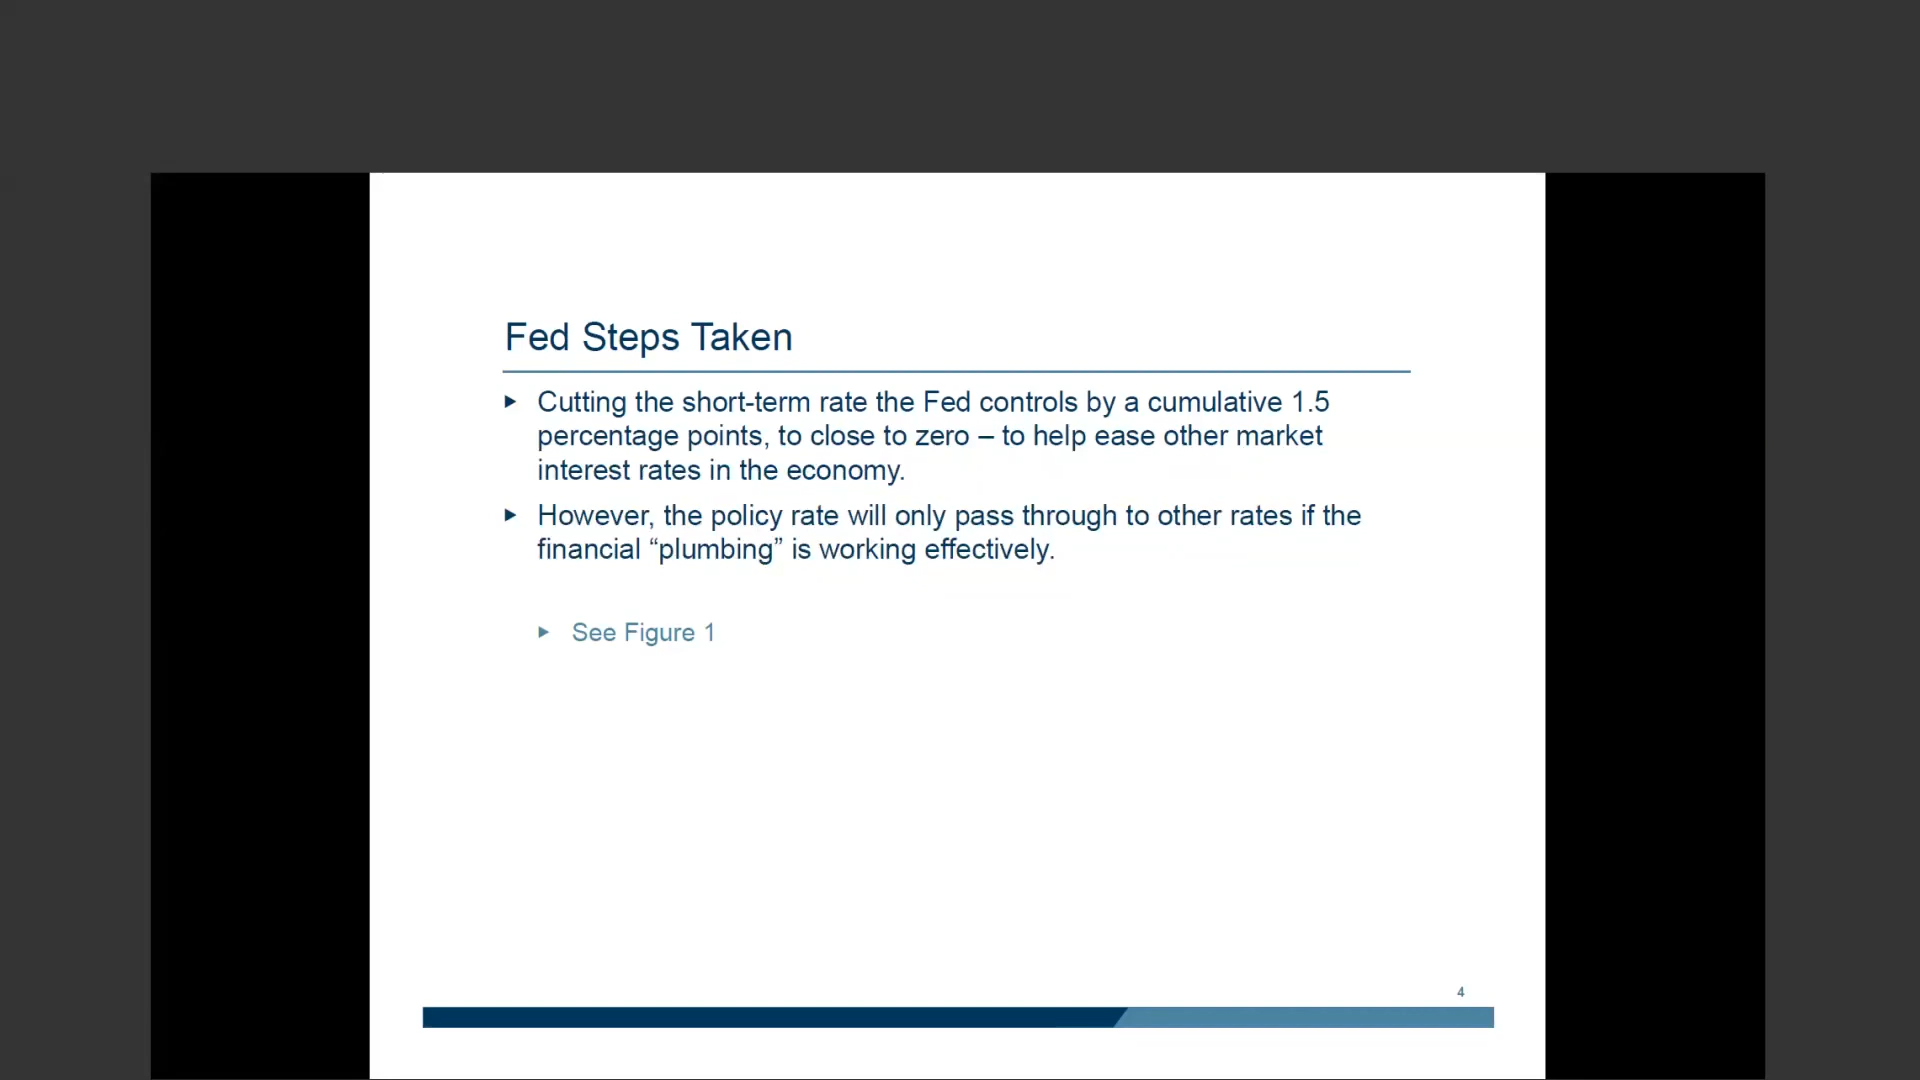 Fed Steps Taken
Cutting the short-term rate the Fed controls by a cumulative 1.5
percentage points, to close to zero – to help ease other market
interest rates in the economy.
However, the policy rate will only pass through to other rates if the
financial “plumbing” is working effectively.
See Figure 1
4